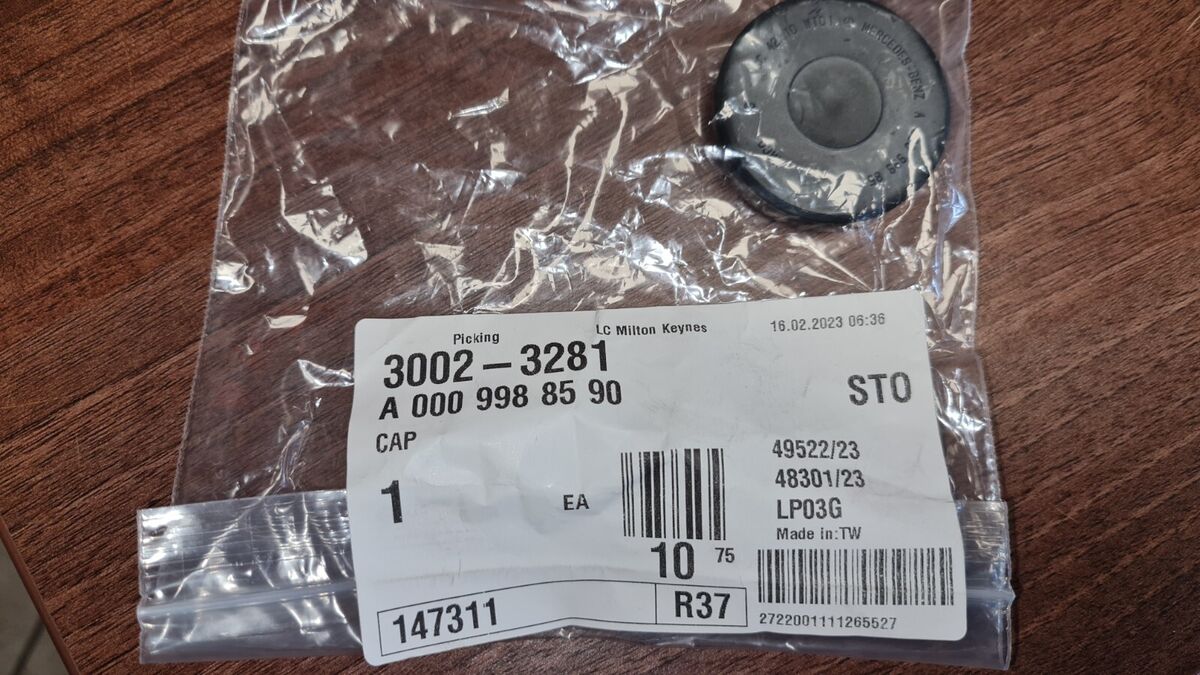 MERCEDES-BENZ A
Picking
LC Milton Keynes
16.02.2023 06:36
3002-3281
A 000 998 85 90
STO
CAP
49522/23
48301/23
1
EA
LP03G
Made in:TW
10 75
147311
R37
2722001111265527